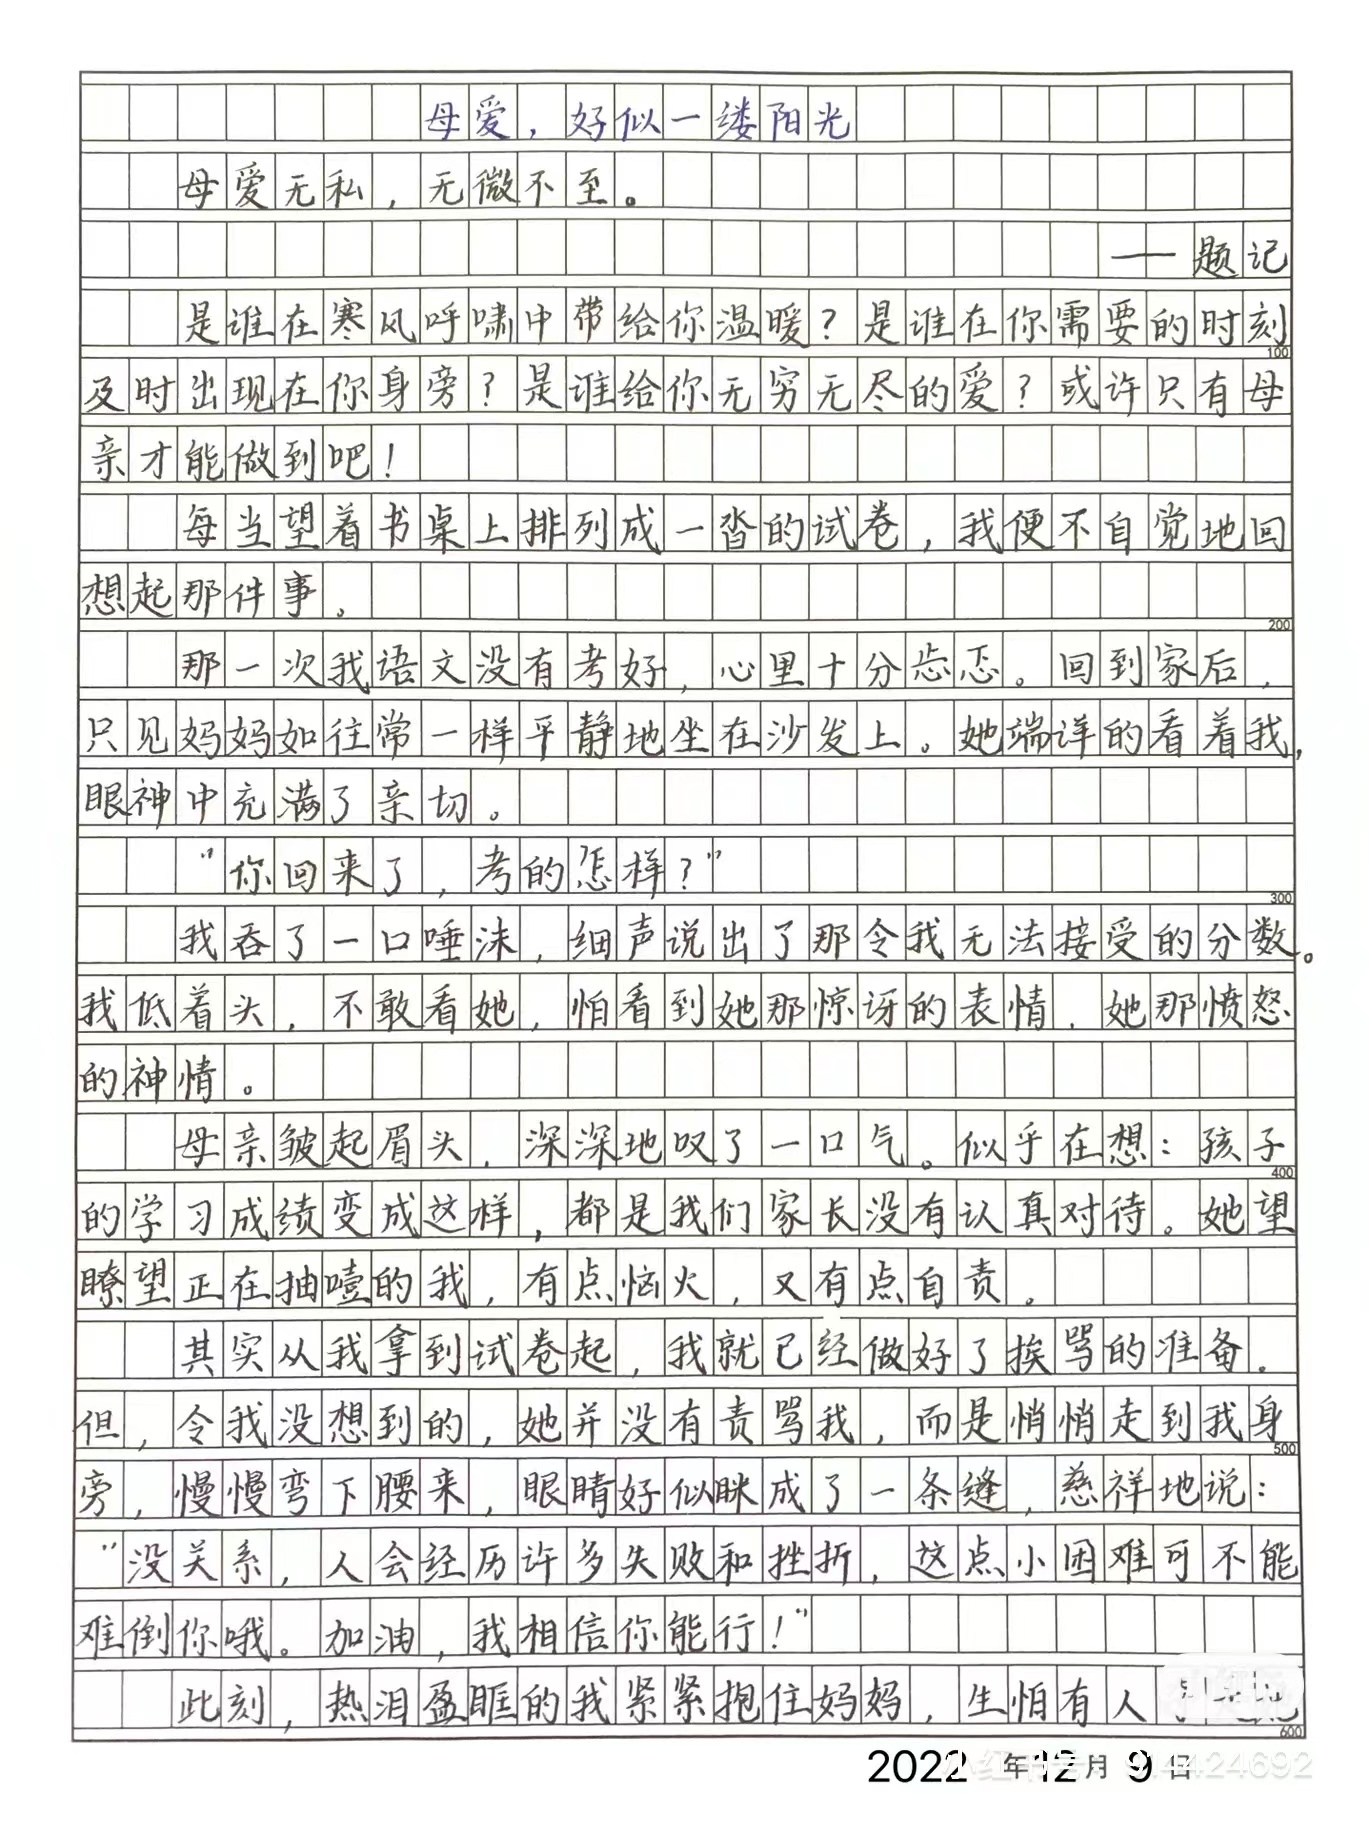 母爱，好似一缕阳光
母爱无私，无微不至。
——题记
是谁在寒风呼啸中带给你温暖？是谁在你需要的时刻
100
及时出现在你身旁？是谁给你无穷无尽的爱？或许只有母
亲才能做到吧！
每当望着书桌上排列成一沓的试卷，我便不自觉地回
想起那件事。
200
那一次我语文没有考好，心里十分忐忑。回到家后，
只见妈妈如往常一样平静地坐在沙发上。她端详的看着我，
眼神中充满了亲切。
“你回来了，考的怎样？”
300
我吞了一口唾沫，细声说出了那令我无法接受的分数。
我低着头，不敢看她，怕看到她那惊讶的表情．她那愤怒
的神情。
母亲皱起眉头，深深地叹了一口气。似乎在想：孩子
400
的学习成绩变成这样，都是我们家长没有认真对待。她望
瞭望正在抽噎的我，有点恼火，又有点自责。
其实从我拿到试卷起，我就已经做好了挨骂的准备．
但，令我没想到的，她并没有责骂我，而是悄悄走到我身
500
旁，慢慢弯下腰来，眼睛好似眯成了一条缝，慈祥地说：
“没关系，人会经历许多失败和挫折，这点小困难可不能
难倒你哦。加油，我相信你能行！”
此刻，热泪盈眶的我紧紧抱住妈妈，生怕有人
600
2022 年12月 9日